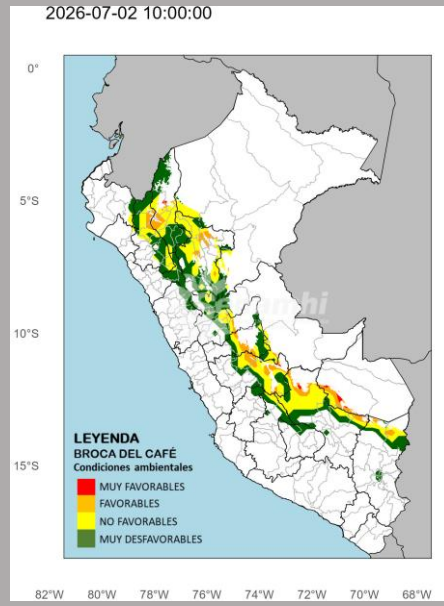 2026-07-02 10:00:00
0°
5°S
10°S
15°S
LEYENDA
BROCA DEL CAFÉ
Condiciones ambientales
MUY FAVORABLES
FAVORABLES
NO FAVORABLES
MUY DESFAVORABLES
82°W 80°W 78°W 76°W 74°W 72°W 70°W 68°W